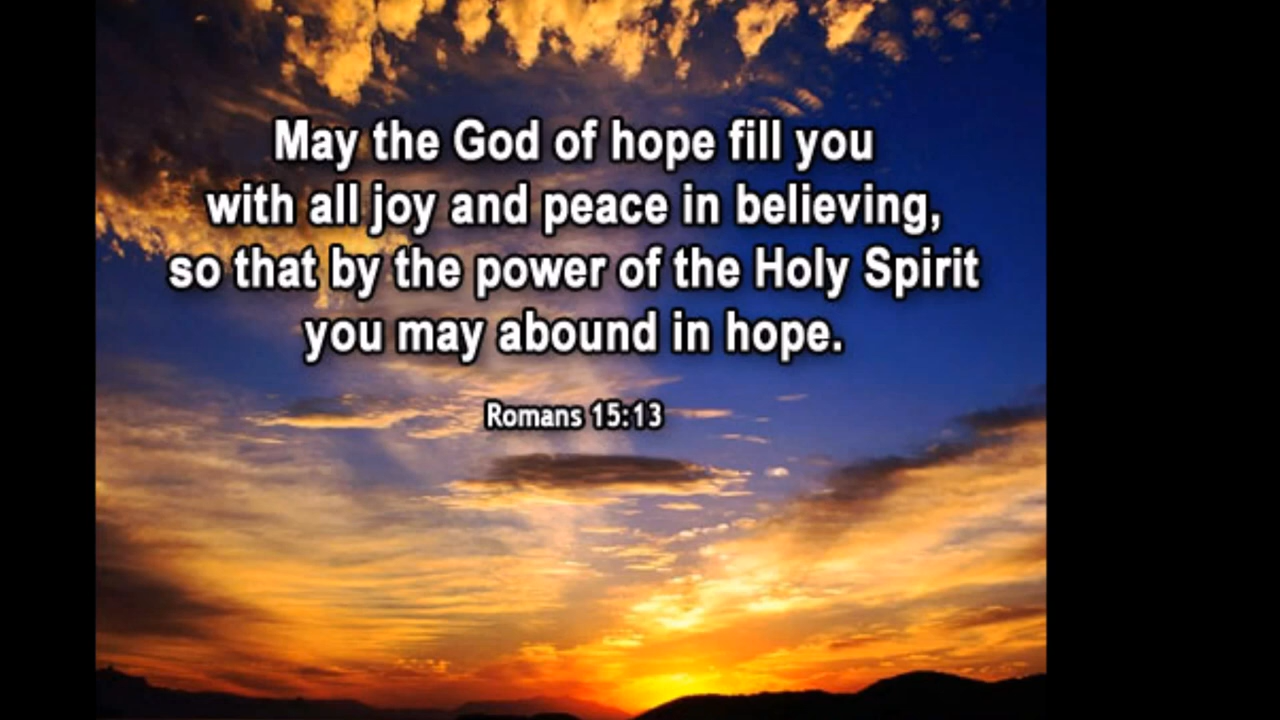 May the God of hope fill you
with all joy and peace in believing,
so that by the power of the Holy Spirit
you may abound in hope.
Romans 15:13